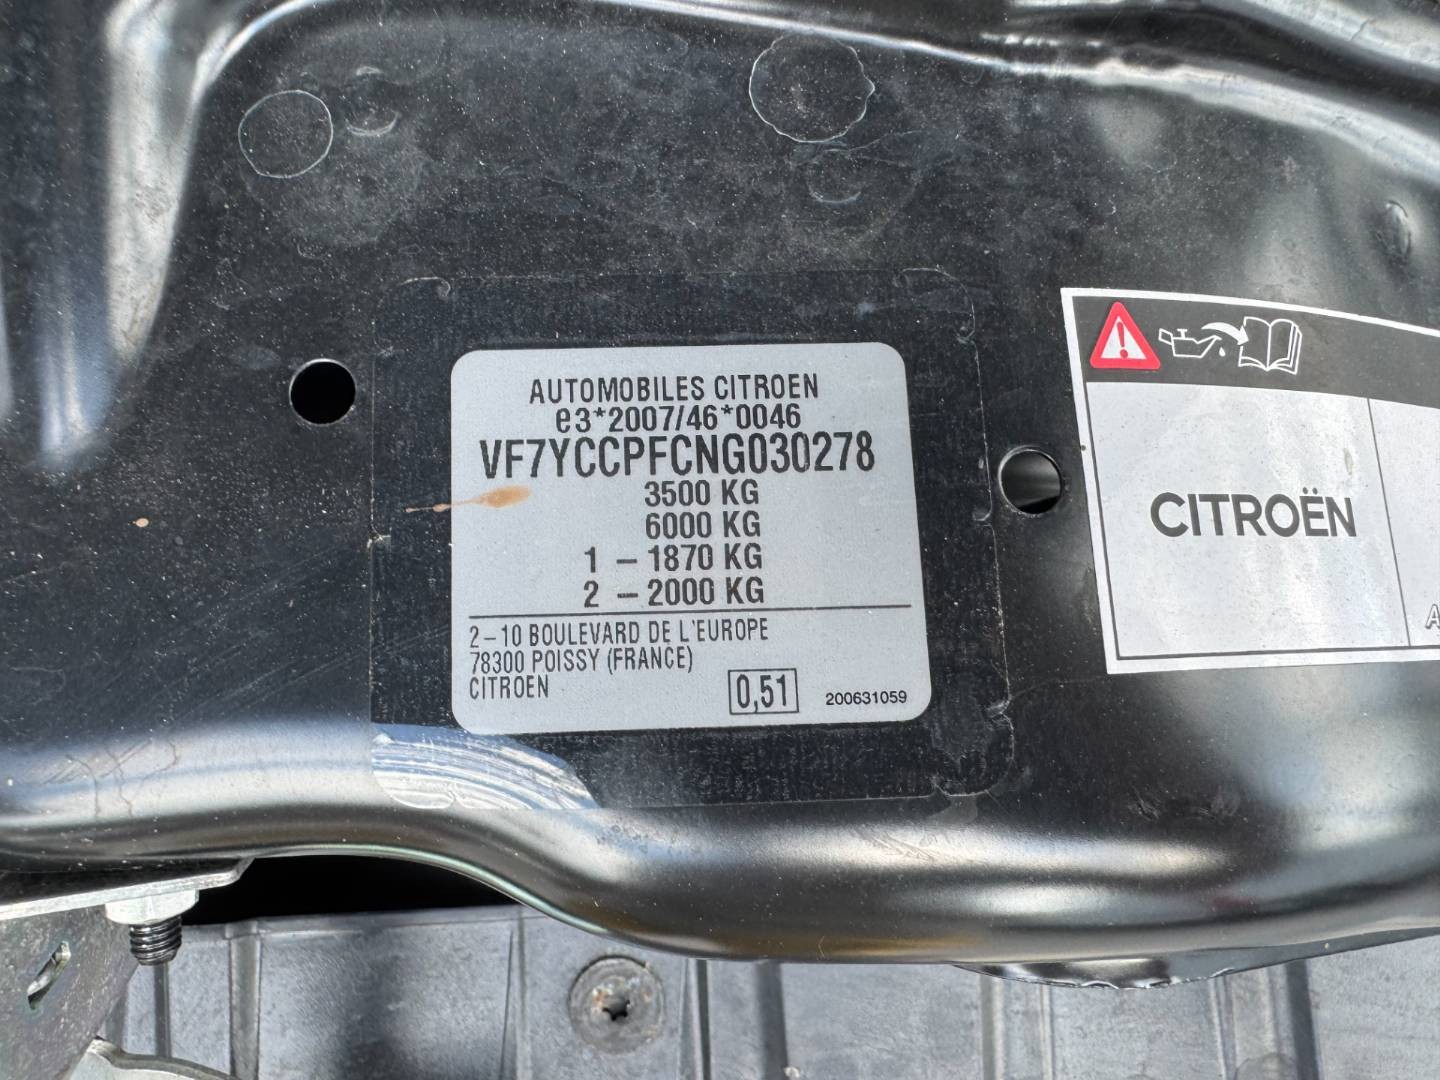 AUTOMOBILES CITROEN
e3*2007/46*0046
VF7YCCPFCNG030278
3500 KG
6000 KG
1 – 1870 KG
2 – 2000 KG
2–10 BOULEVARD DE L'EUROPE
78300 POISSY (FRANCE)
CITROEN
0,51
200631059
CITROËN